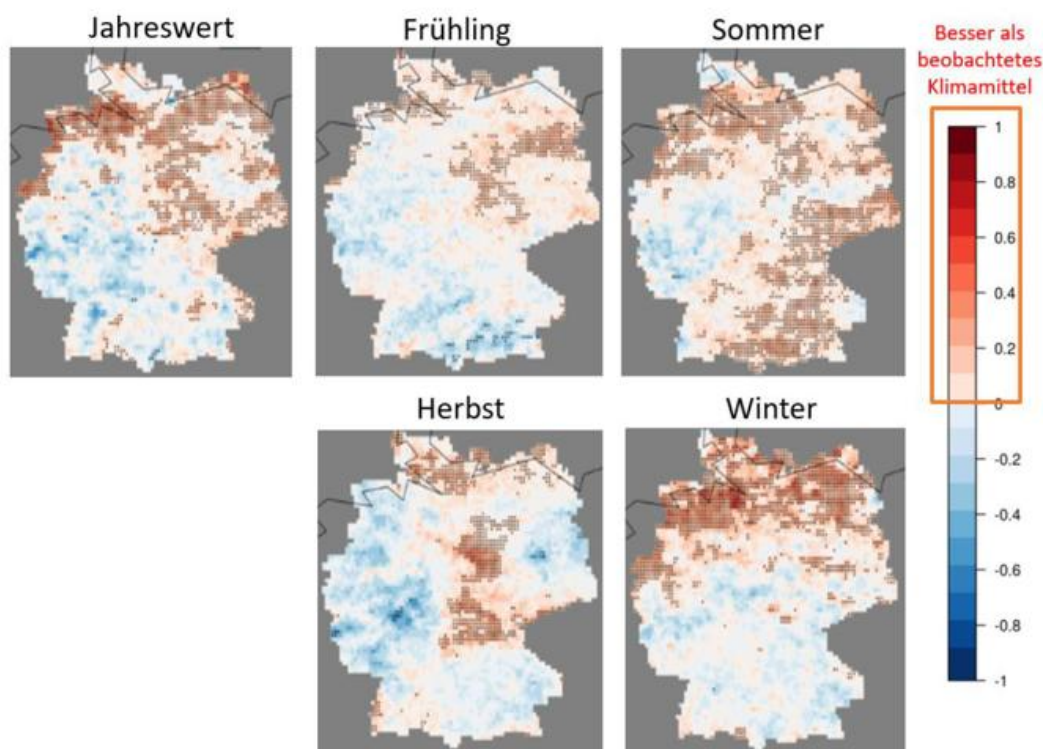 Jahreswert
Frühling
Sommer
Besser als
beobachtetes
Klimamittel
1
0.8
0.6
0.4
0.2
0
-0.2
-0.4
-0.6
-0.8
-1
Herbst
Winter